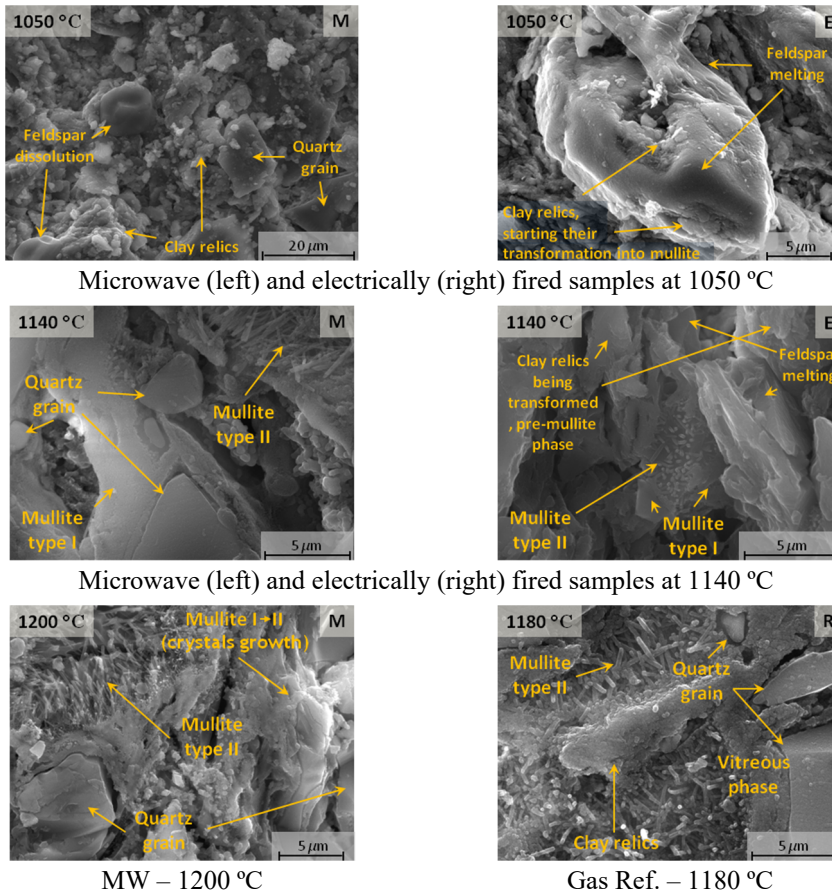 1050 °C
M
Feldspar
dissolution
Quartz
grain
Clay relics
20 μm
1050 °C
E
Feldspar
melting
Clay relics,
starting their
transformation into mullite
5 μm
Microwave (left) and electrically (right) fired samples at 1050 ºC
1140 °C
M
Quartz
grain
Mullite
type II
Mullite
type I
5 μm
1140 °C
E
Clay relics
being
transformed
, pre-mullite
phase
Feldspar
melting
Mullite
type II
Mullite
type I
5 μm
Microwave (left) and electrically (right) fired samples at 1140 ºC
1200 °C
M
Mullite I→II
(crystals growth)
Mullite
type II
Quartz
grain
5 μm
MW – 1200 ºC
1180 °C
R
Mullite
type II
Quartz
grain
Vitreous
phase
Clay relics
5 μm
Gas Ref. – 1180 ºC